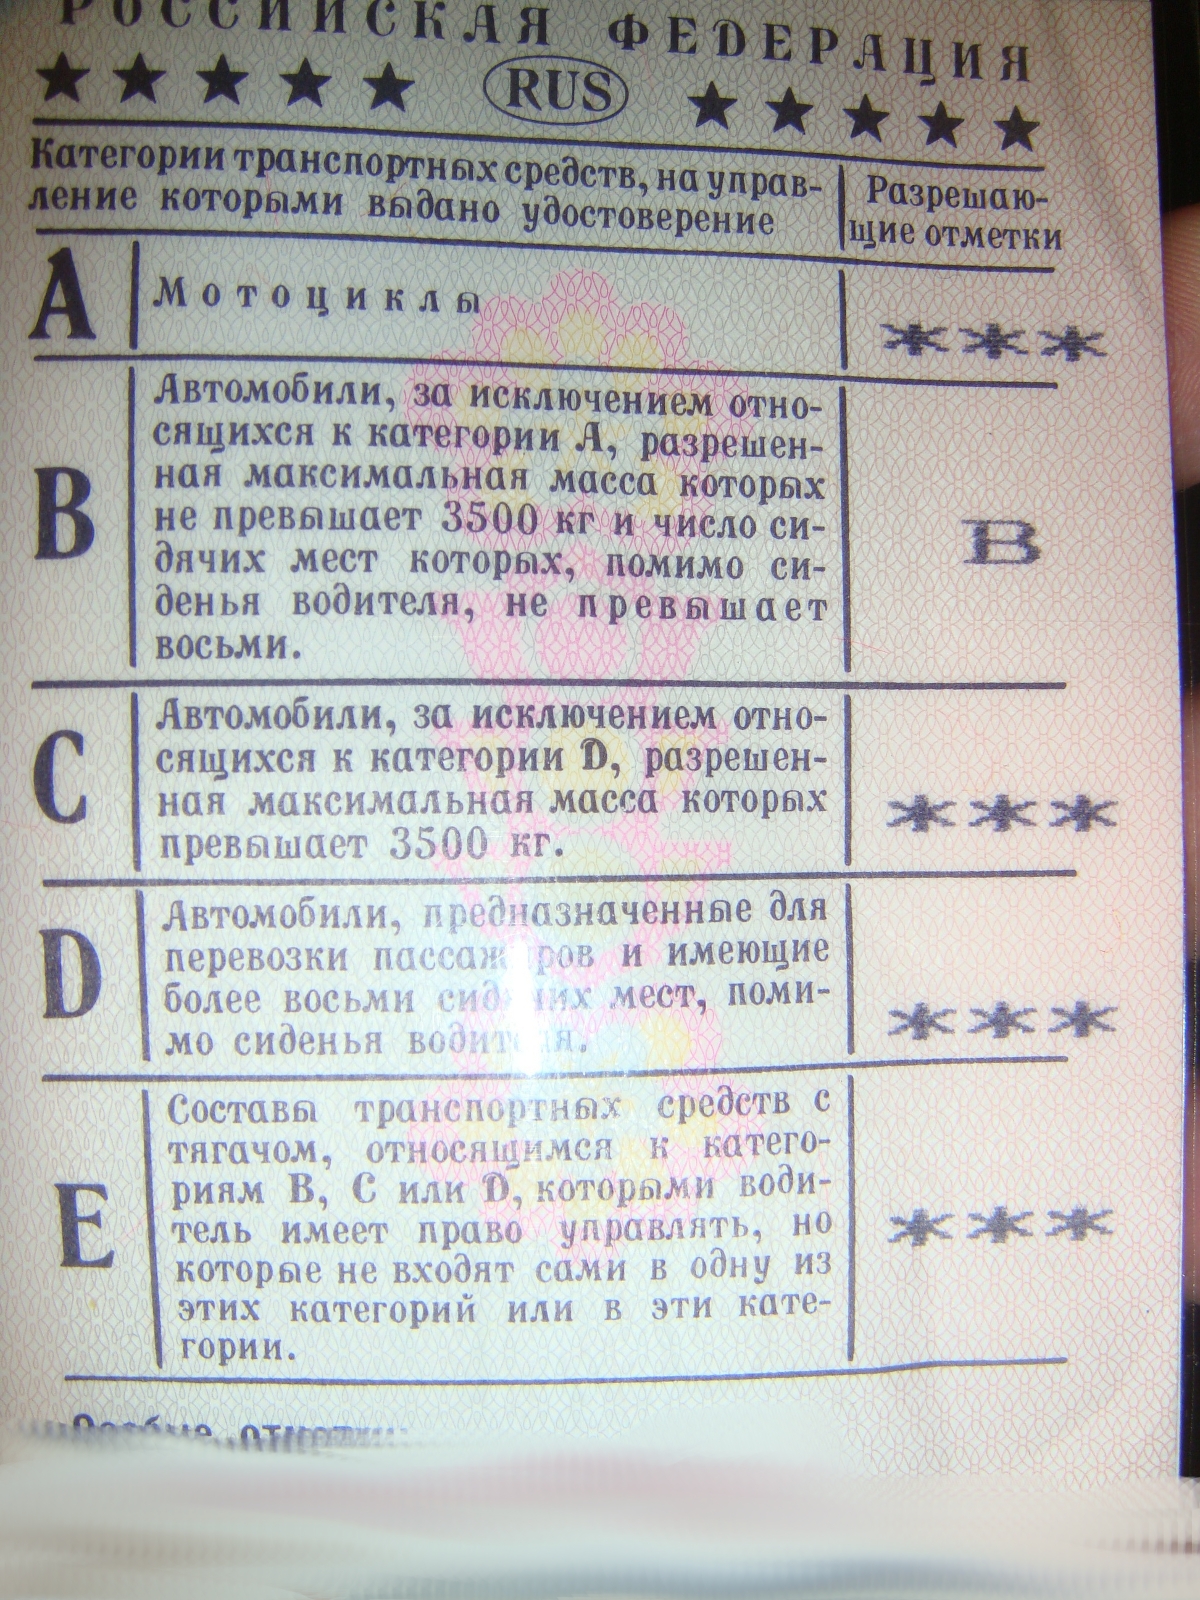 РОССИЙСКАЯ ФЕДЕРАЦИЯ
★ ★ ★ ★ ★ RUS ★ ★ ★ ★ ★
Категории транспортных средств, на управ-
ление которыми выдано удостоверение
Разрешаю-
щие отметки
A
Мотоциклы
***
B
Автомобили, за исключением отно-
сящихся к категории А, разрешен-
ная максимальная масса которых
не превышает 3500 кг и число си-
дячих мест которых, помимо си-
денья водителя, не превышает
восьми.
B
C
Автомобили, за исключением отно-
сящихся к категории D, разрешен-
ная максимальная масса которых
превышает 3500 кг.
***
D
Автомобили, предназначенные для
перевозки пассажиров и имеющие
более восьми сидячих мест, поми-
мо сиденья водителя.
***
E
Составы транспортных средств с
тягачом, относящимся к катего-
риям В, С или D, которыми води-
тель имеет право управлять, но
которые не входят сами в одну из
этих категорий или в эти кате-
гории.
***
Особые отметки